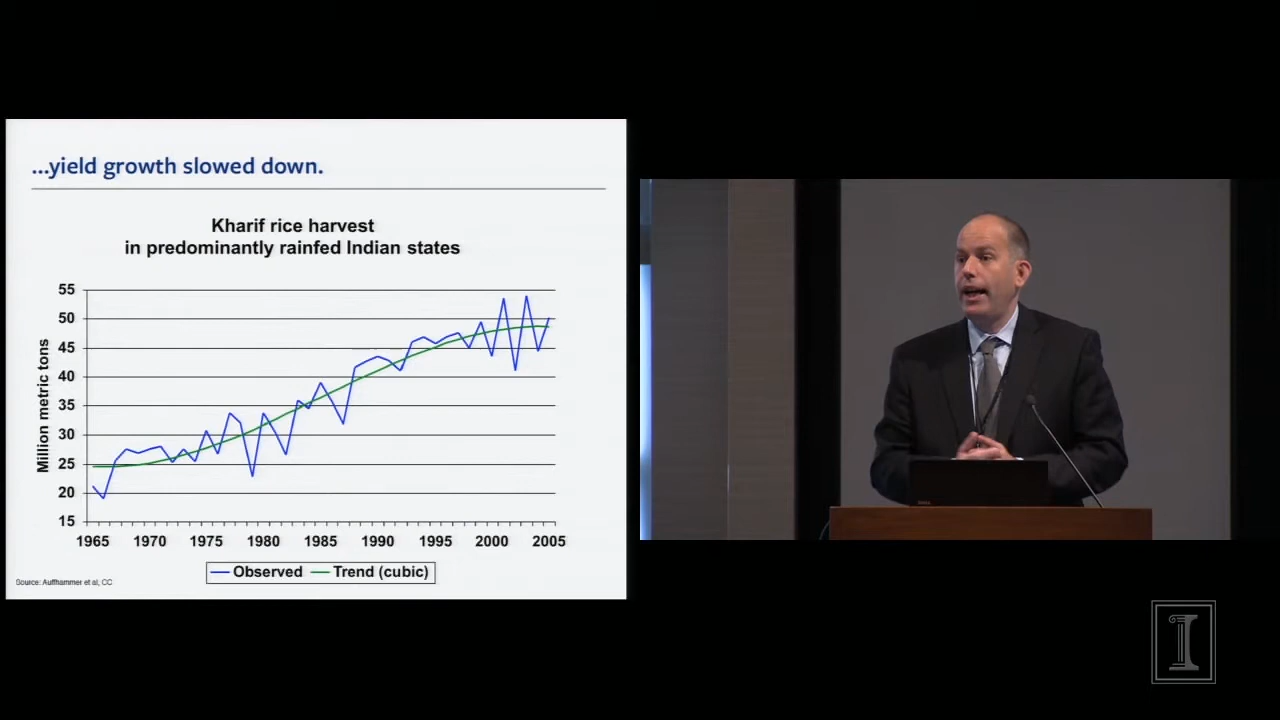 ...yield growth slowed down.
Kharif rice harvest
in predominantly rainfed Indian states
Million metric tons
55
50
45
40
35
30
25
20
15
1965 1970 1975 1980 1985 1990 1995 2000 2005
Observed Trend (cubic)
Source: Auffhammer et al, CC
I